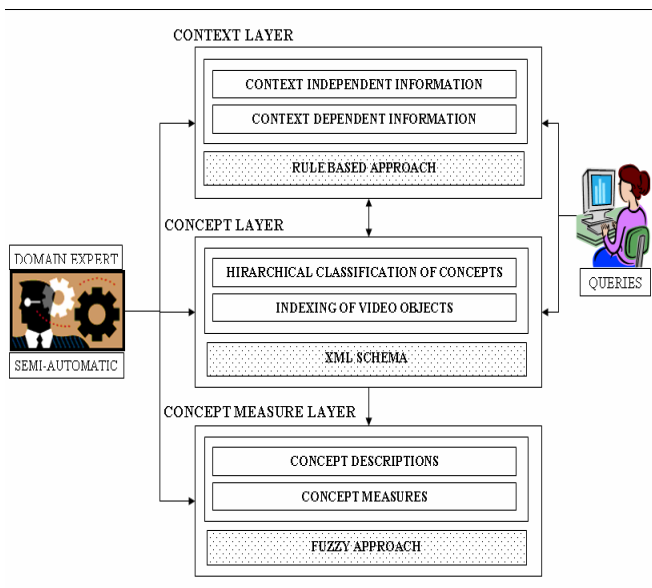 CONTEXT LAYER
CONTEXT INDEPENDENT INFORMATION
CONTEXT DEPENDENT INFORMATION
RULE BASED APPROACH
CONCEPT LAYER
HIRARCHICAL CLASSIFICATION OF CONCEPTS
INDEXING OF VIDEO OBJECTS
XML SCHEMA
DOMAIN EXPERT
SEMI-AUTOMATIC
QUERIES
CONCEPT MEASURE LAYER
CONCEPT DESCRIPTIONS
CONCEPT MEASURES
FUZZY APPROACH